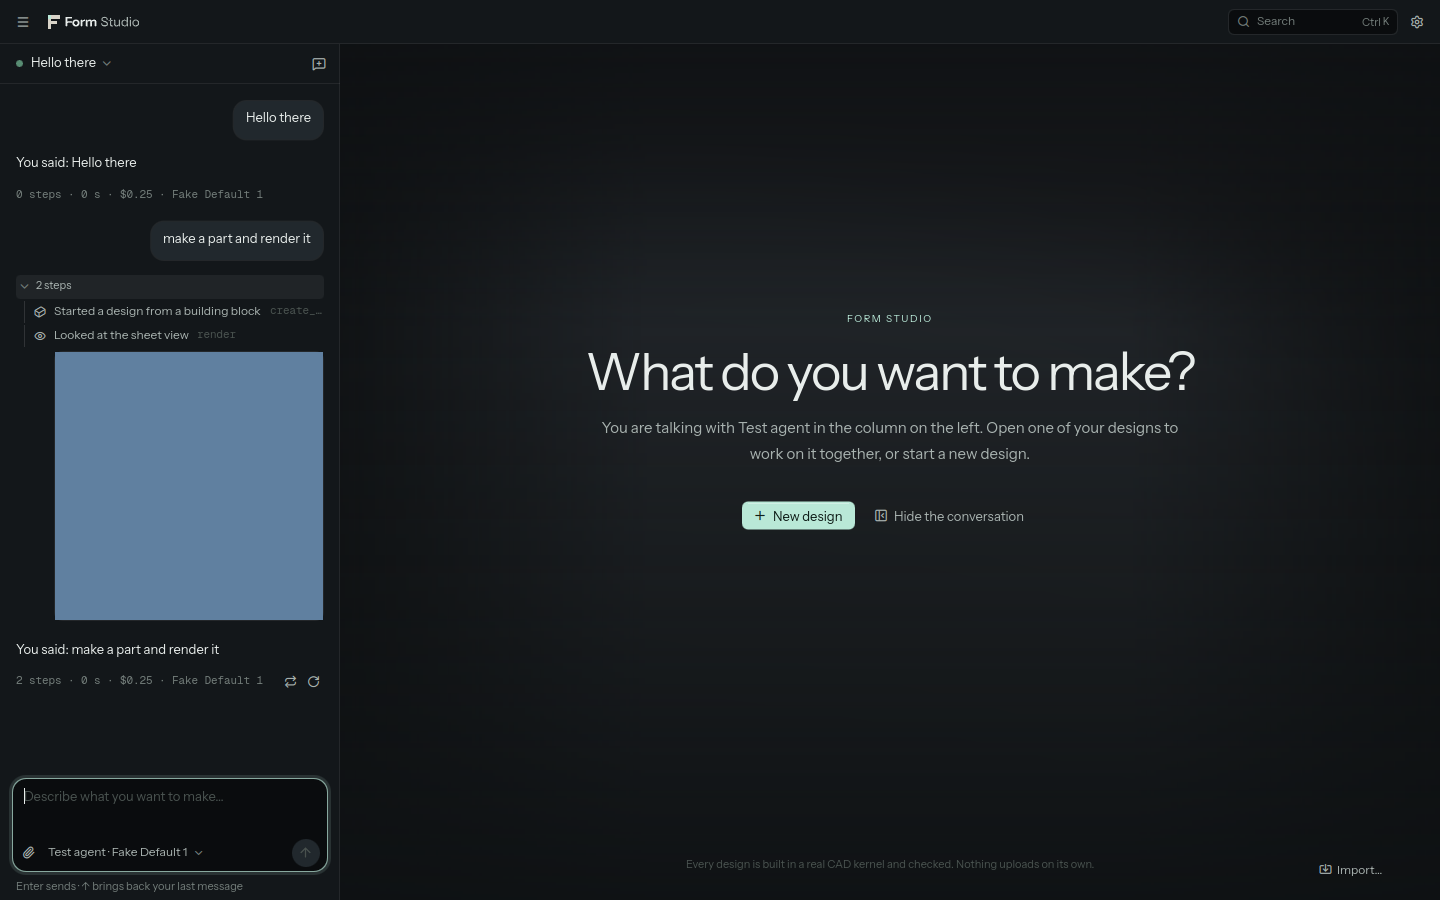 Form Studio
Search Ctrl K
Hello there
Hello there
You said: Hello there
0 steps · 0 s · $0.25 · Fake Default 1
make a part and render it
2 steps
Started a design from a building block create_…
Looked at the sheet view render
You said: make a part and render it
2 steps · 0 s · $0.25 · Fake Default 1
Describe what you want to make…
Test agent · Fake Default 1
Enter sends · ↑ brings back your last message
FORM STUDIO
What do you want to make?
You are talking with Test agent in the column on the left. Open one of your designs to
work on it together, or start a new design.
New design
Hide the conversation
Every design is built in a real CAD kernel and checked. Nothing uploads on its own.
Import…